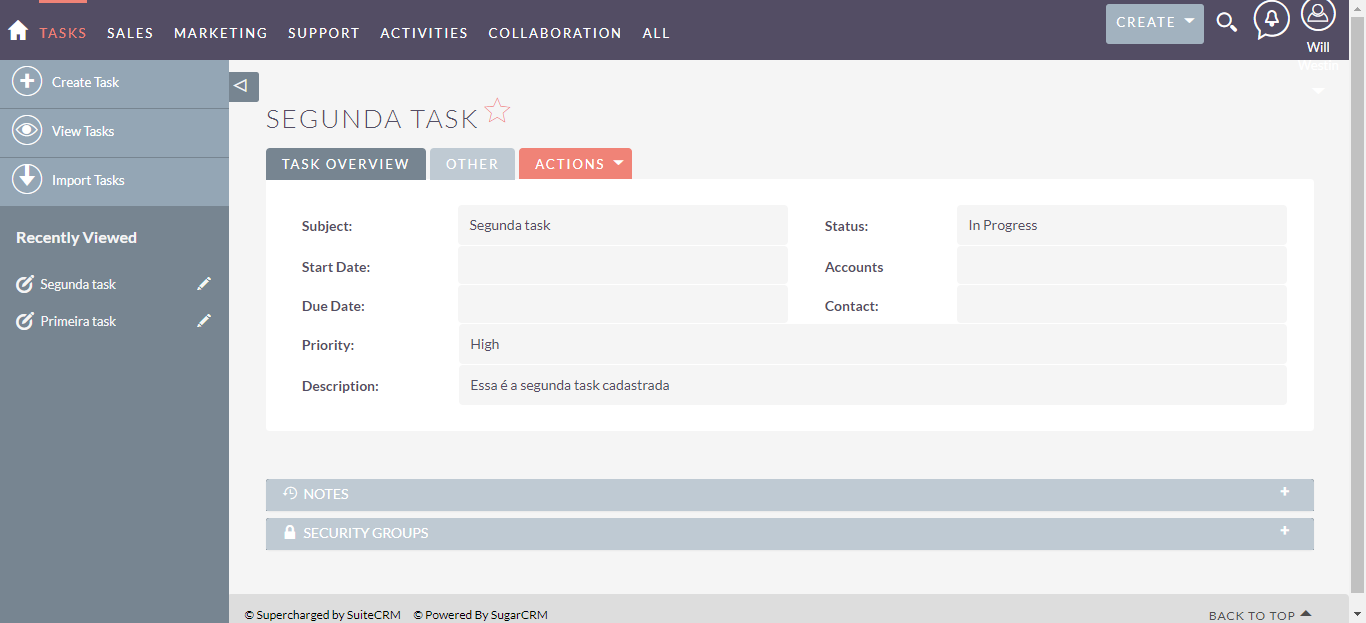 TASKS SALES MARKETING SUPPORT ACTIVITIES COLLABORATION ALL CREATE
Will
Create Task
View Tasks
Import Tasks
Recently Viewed
Segunda task
Primeira task
SEGUNDA TASK
TASK OVERVIEW OTHER ACTIONS
Subject: Segunda task Status: In Progress
Start Date: Accounts
Due Date: Contact:
Priority: High
Description: Essa é a segunda task cadastrada
NOTES +
SECURITY GROUPS +
© Supercharged by SuiteCRM © Powered By SugarCRM BACK TO TOP